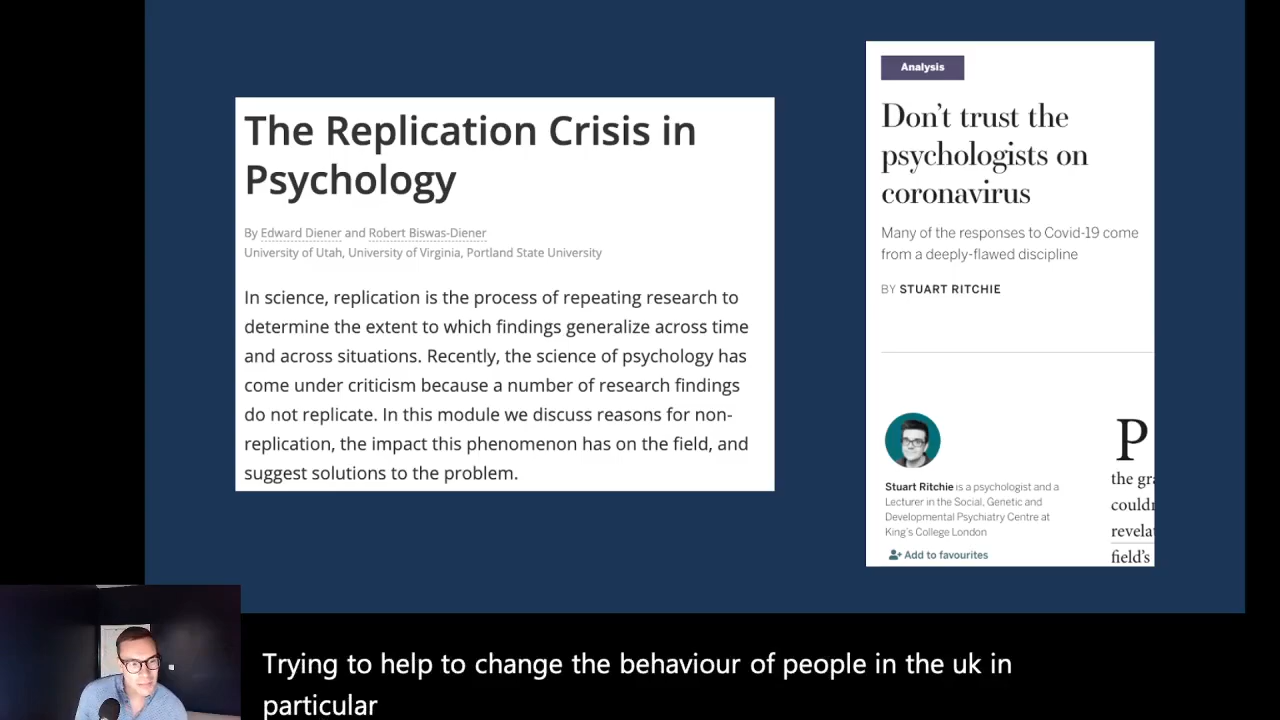 The Replication Crisis in
Psychology
By Edward Diener and Robert Biswas-Diener
University of Utah, University of Virginia, Portland State University
In science, replication is the process of repeating research to
determine the extent to which findings generalize across time
and across situations. Recently, the science of psychology has
come under criticism because a number of research findings
do not replicate. In this module we discuss reasons for non-
replication, the impact this phenomenon has on the field, and
suggest solutions to the problem.
Analysis
Don’t trust the
psychologists on
coronavirus
Many of the responses to Covid-19 come
from a deeply-flawed discipline
BY STUART RITCHIE
Stuart Ritchie is a psychologist and a
Lecturer in the Social, Genetic and
Developmental Psychiatry Centre at
King’s College London
Add to favourites
P
the gra
couldn
revela
field’s
Trying to help to change the behaviour of people in the uk in
particular